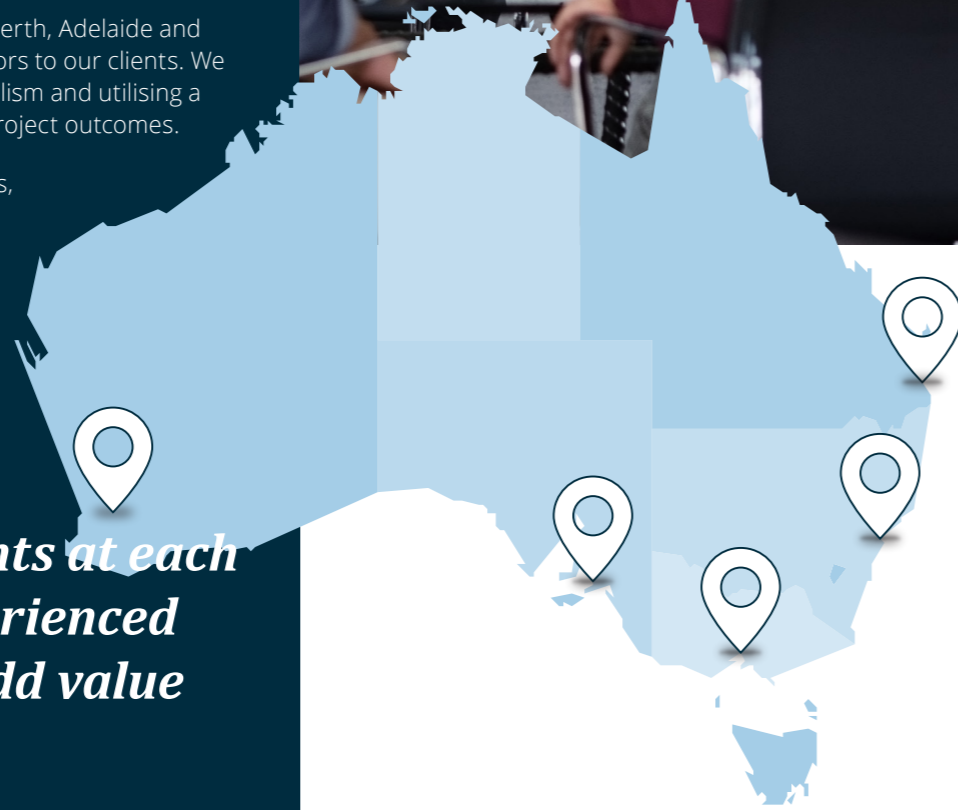 erth, Adelaide and
ors to our clients. We
lism and utilising a
roject outcomes.
s,
nts at each
rienced
dd value